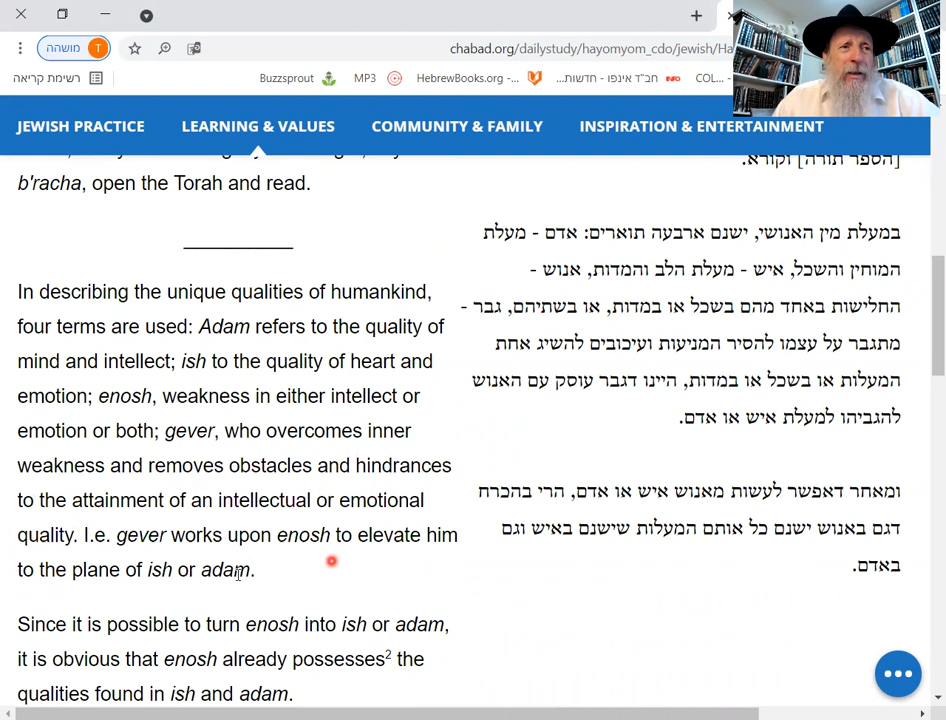 מושהה
T
chabad.org/dailystudy/hayomyom_cdo/jewish/Ha
רשימת קריאה
Buzzsprout
MP3
HebrewBooks.org -...
חב"ד אינפו - חדשות...
INFO
COL...
JEWISH PRACTICE
LEARNING & VALUES
COMMUNITY & FAMILY
INSPIRATION & ENTERTAINMENT
b'racha, open the Torah and read.
In describing the unique qualities of humankind,
four terms are used: Adam refers to the quality of
mind and intellect; ish to the quality of heart and
emotion; enosh, weakness in either intellect or
emotion or both; gever, who overcomes inner
weakness and removes obstacles and hindrances
to the attainment of an intellectual or emotional
quality. I.e. gever works upon enosh to elevate him
to the plane of ish or adam.
Since it is possible to turn enosh into ish or adam,
it is obvious that enosh already possesses2 the
qualities found in ish and adam.
[הספר תורה] וקורא.
במעלת מין האנושי, ישנם ארבעה תוארים: אדם - מעלת
המוחין והשכל, איש - מעלת הלב והמדות, אנוש -
החלישות באחד מהם בשכל או במדות, או בשתיהם, גבר -
מתגבר על עצמו להסיר המניעות ועיכובים להשיג אחת
המעלות או בשכל או במדות, היינו דגבר עוסק עם האנוש
להגביהו למעלת איש או אדם.
ומאחר דאפשר לעשות מאנוש איש או אדם, הרי בהכרח
דגם באנוש ישנם כל אותם המעלות שישנם באיש וגם
באדם.